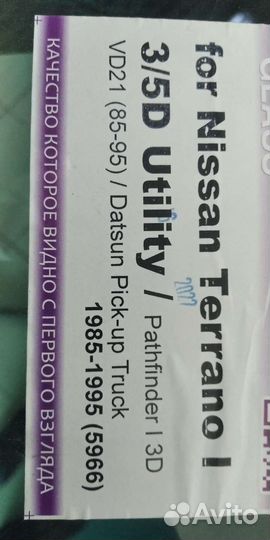 for Nissan Terrano I
3/5D Utility / Pathfinder I 3D
VD21 (85-95) / Datsun Pick-up Truck
1985-1995 (5966)
КАЧЕСТВО КОТОРОЕ ВИДНО С ПЕРВОГО ВЗГЛЯДА
Avito